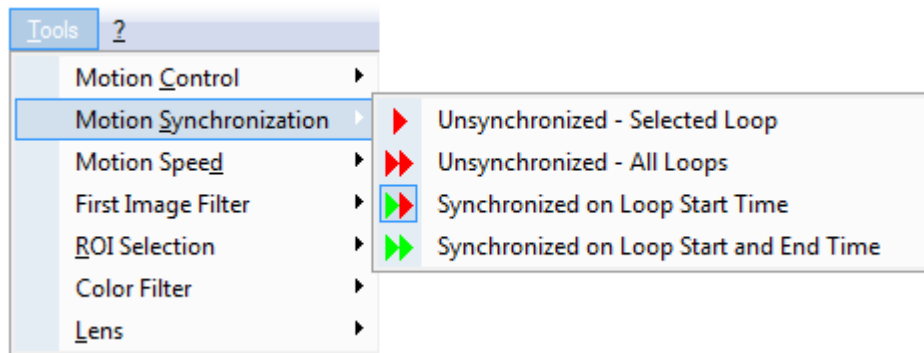 Tools ?
Motion Control
Motion Synchronization
Motion Speed
First Image Filter
ROI Selection
Color Filter
Lens
Unsynchronized - Selected Loop
Unsynchronized - All Loops
Synchronized on Loop Start Time
Synchronized on Loop Start and End Time